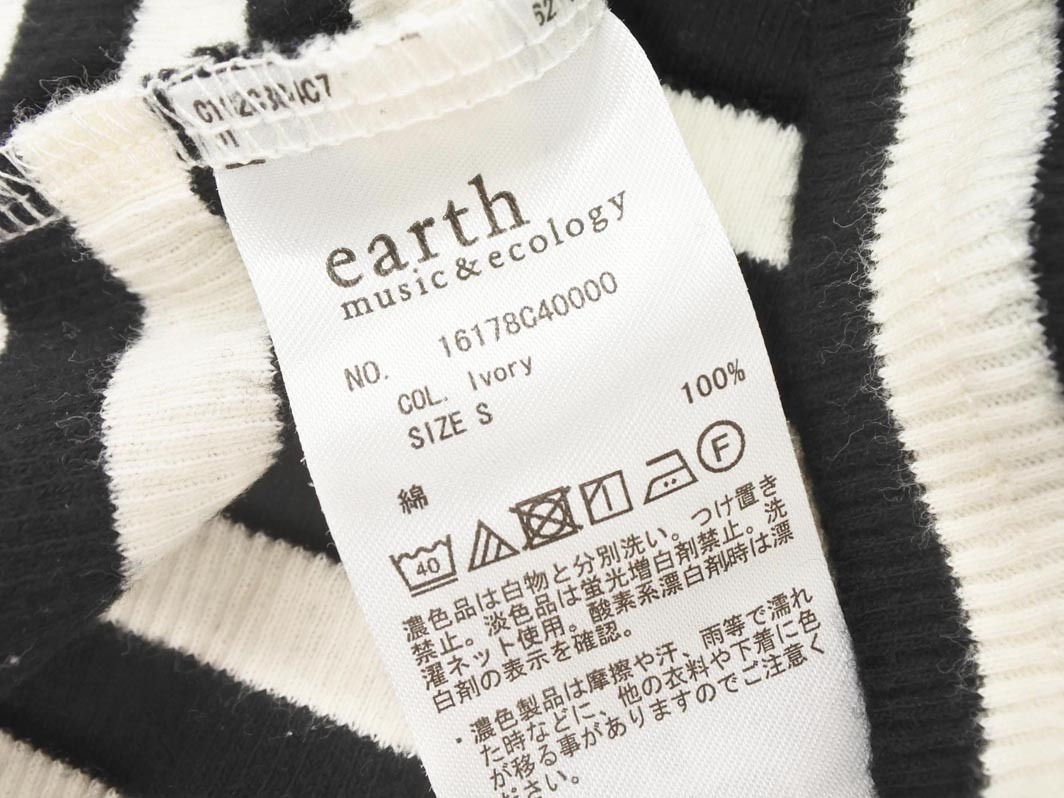 earth
music&ecology
NO. 16178C40000
COL. Ivory
SIZE S
綿 100%
40
F
濃色品は白物と分別洗い。つけ置き
禁止。淡色品は蛍光増白剤禁止。洗
濯ネット使用。酸素系漂白剤時は漂
白剤の表示を確認。
・濃色製品は摩擦や汗、雨等で濡れ
た時などに、他の衣料や下着に色
が移る事がありますのでご注意く
ださい。